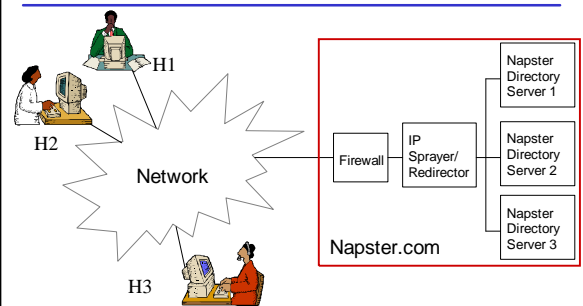 H1
H2
H3
Network
Firewall
IP
Sprayer/
Redirector
Napster
Directory
Server 1
Napster
Directory
Server 2
Napster
Directory
Server 3
Napster.com